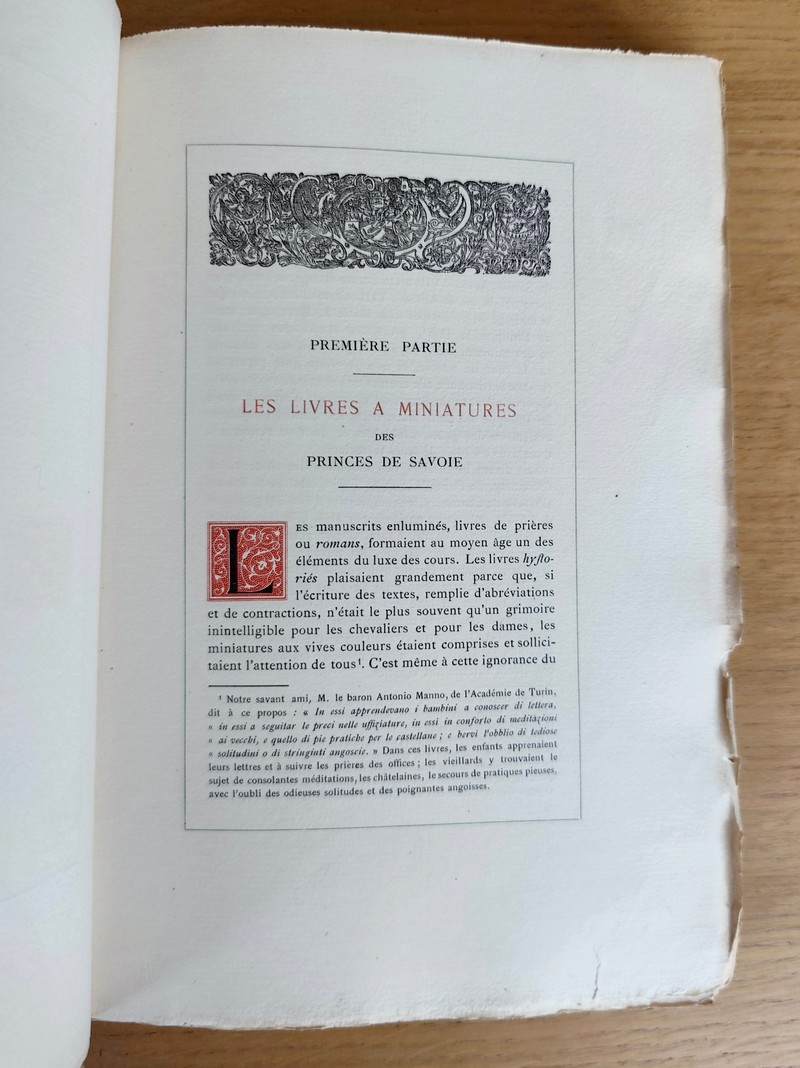 PREMIÈRE PARTIE
LES LIVRES A MINIATURES
DES
PRINCES DE SAVOIE
LES manuscrits enluminés, livres de prières
ou romans, formaient au moyen âge un des
éléments du luxe des cours. Les livres hysto-
riés plaisaient grandement parce que, si
l'écriture des textes, remplie d'abréviations
et de contractions, n'était le plus souvent qu'un grimoire
inintelligible pour les chevaliers et pour les dames, les
miniatures aux vives couleurs étaient comprises et sollici-
taient l'attention de tous¹. C'est même à cette ignorance du
¹ Notre savant ami, M. le baron Antonio Manno, de l'Académie de Turin,
dit à ce propos : « In essi apprendevano i bambini a conoscer di lettera,
« in essi a seguitar le preci nelle uffiziature, in essi in conforto di meditazioni
« ai vecchi, e quello di pie pratiche per le castellane ; e bervi l'obblio di tediose
« solitudini o di stringinti angoscie. » Dans ces livres, les enfants apprenaient
leurs lettres et à suivre les prières des offices ; les vieillards y trouvaient le
sujet de consolantes méditations, les châtelaines, le secours de pratiques pieuses,
avec l'oubli des odieuses solitudes et des poignantes angoisses.